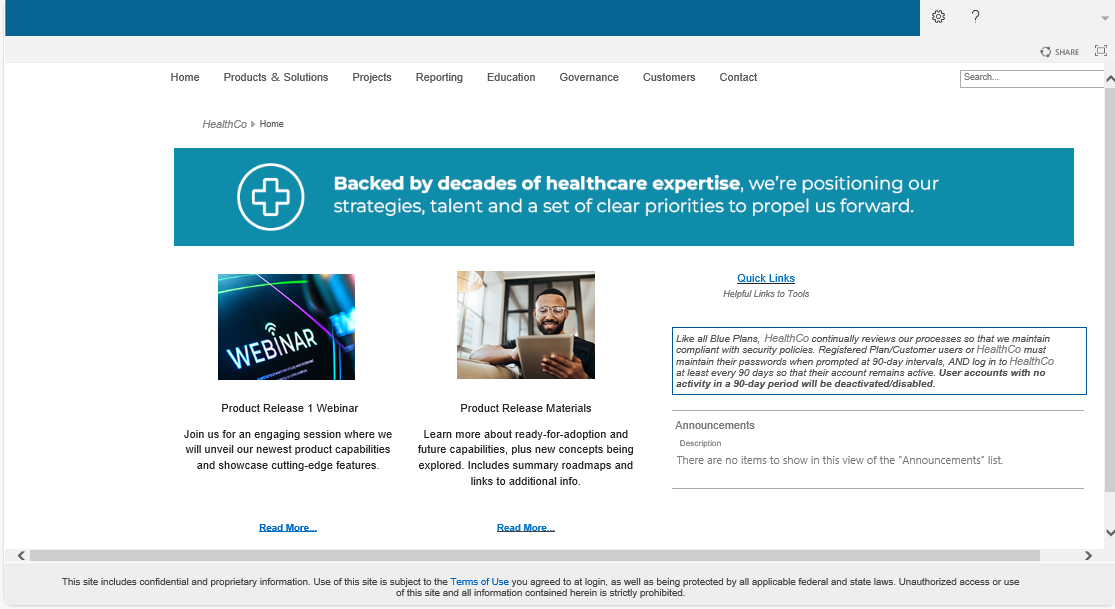 ?
SHARE
Home Products & Solutions Projects Reporting Education Governance Customers Contact
Search...
HealthCo Home
Backed by decades of healthcare expertise, we're positioning our
strategies, talent and a set of clear priorities to propel us forward.
WEBINAR
Product Release 1 Webinar
Join us for an engaging session where we
will unveil our newest product capabilities
and showcase cutting-edge features.
Read More...
Product Release Materials
Learn more about ready-for-adoption and
future capabilities, plus new concepts being
explored. Includes summary roadmaps and
links to additional info.
Read More...
Quick Links
Helpful Links to Tools
Like all Blue Plans, HealthCo continually reviews our processes so that we maintain
compliant with security policies. Registered Plan/Customer users or HealthCo must
maintain their passwords when prompted at 90-day intervals, AND log in to HealthCo
at least every 90 days so that their account remains active. User accounts with no
activity in a 90-day period will be deactivated/disabled.
Announcements
Description
There are no items to show in this view of the "Announcements" list.
This site includes confidential and proprietary information. Use of this site is subject to the Terms of Use you agreed to at login, as well as being protected by all applicable federal and state laws. Unauthorized access or use
of this site and all information contained herein is strictly prohibited.